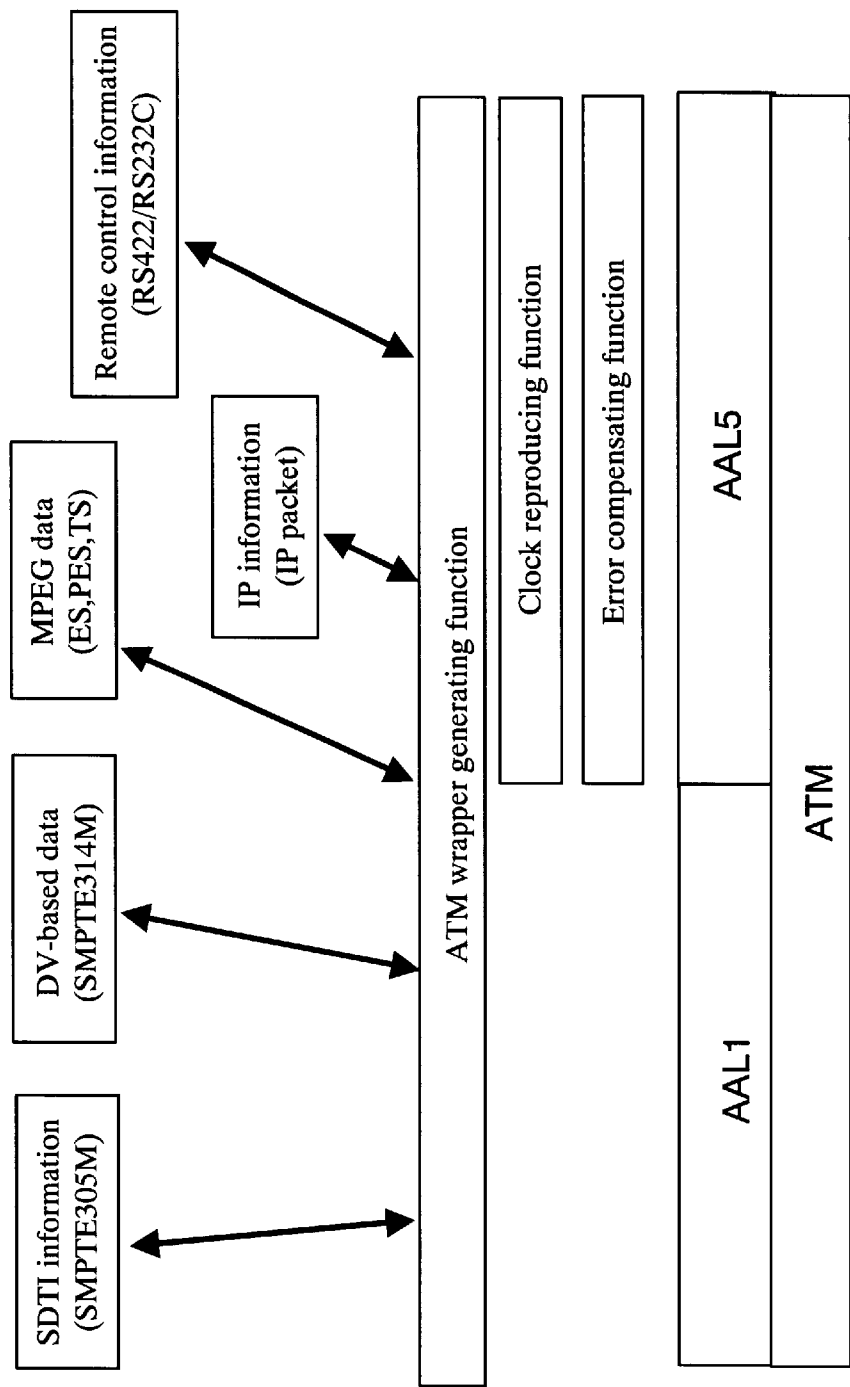 SDTI information
(SMPTE305M)
DV-based data
(SMPTE314M)
MPEG data
(ES,PES,TS)
IP information
(IP packet)
Remote control information
(RS422/RS232C)
ATM wrapper generating function
Clock reproducing function
Error compensating function
AAL1
AAL5
ATM